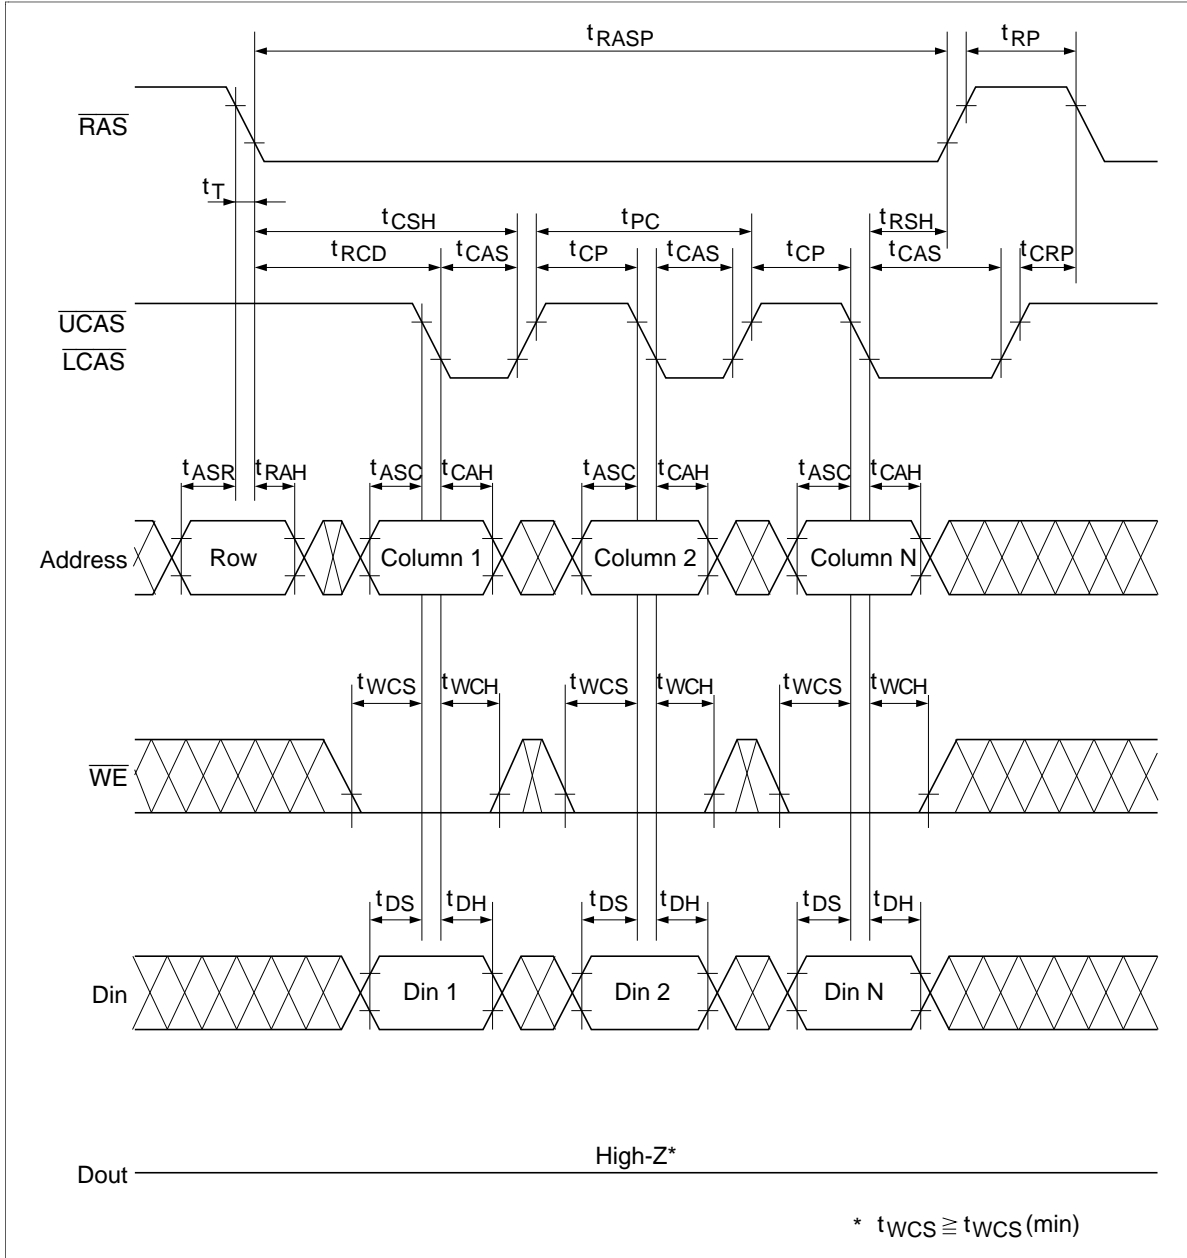 tRASP tRP
RAS
tT
tCSH tPC tRSH
tRCD tCAS tCP tCAS tCP tCAS tCRP
UCAS
LCAS
tASR tRAH tASC tCAH tASC tCAH tASC tCAH
Address Row Column 1 Column 2 Column N
tWCS tWCH tWCS tWCH tWCS tWCH
WE
tDS tDH tDS tDH tDS tDH
Din Din 1 Din 2 Din N
High-Z*
Dout
* tWCS ≧ tWCS (min)